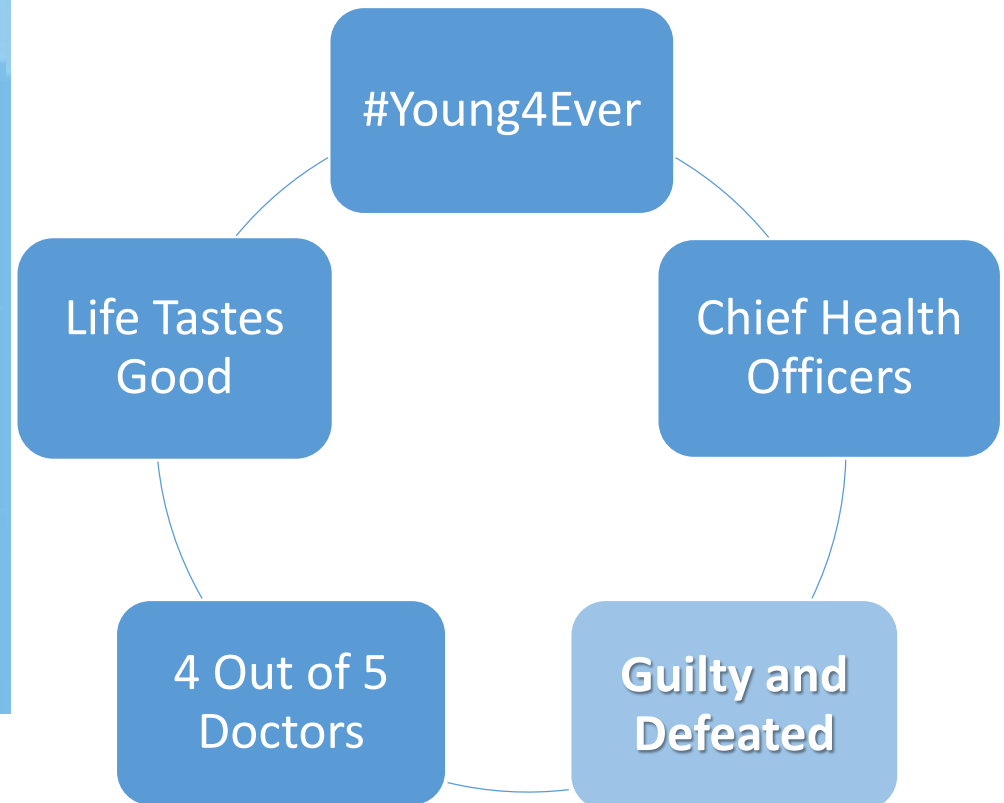 #Young4Ever
Life Tastes
Good
Chief Health
Officers
4 Out of 5
Doctors
Guilty and
Defeated